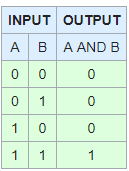 INPUT OUTPUT
A B A AND B
0 0 0
0 1 0
1 0 0
1 1 1